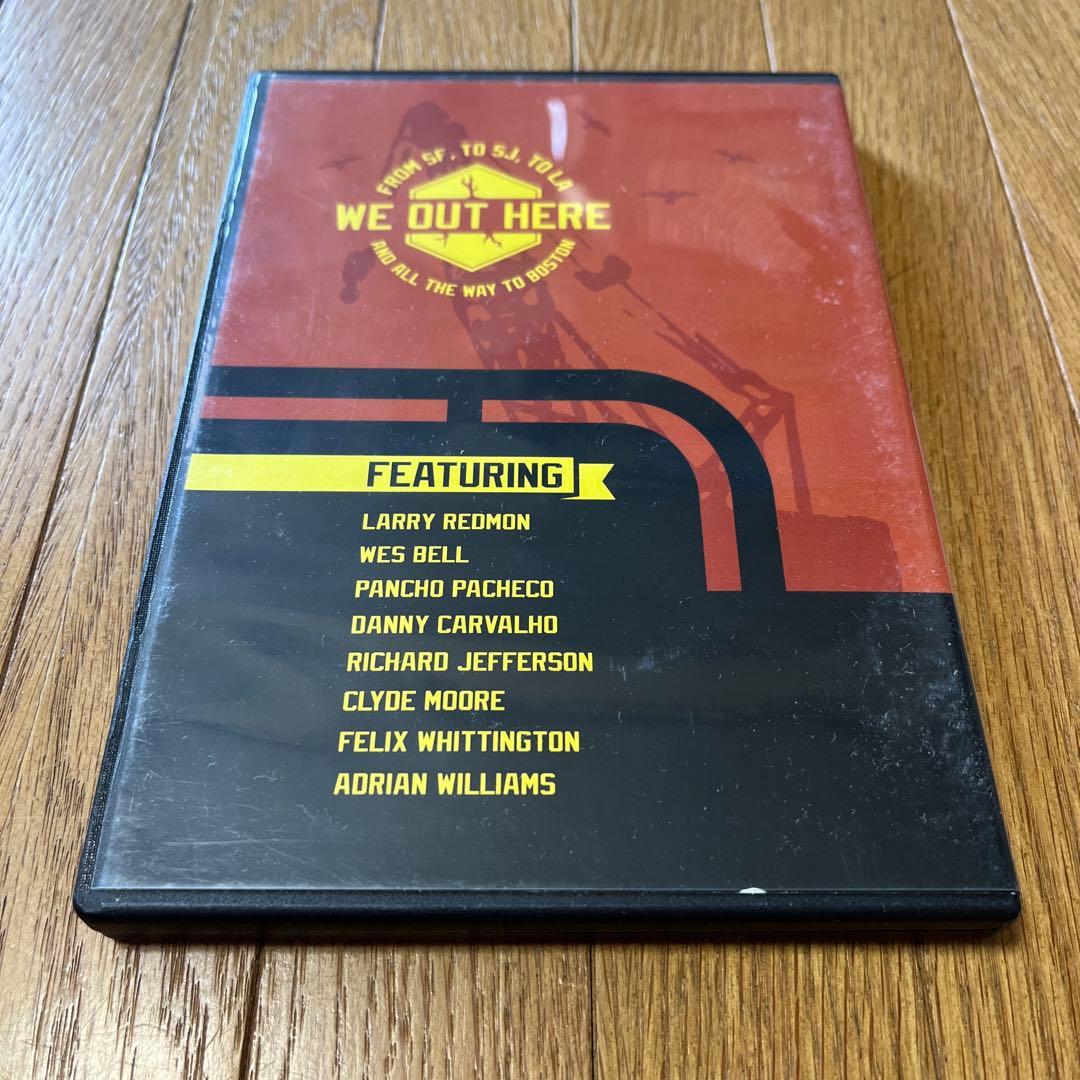 FROM SF. TO S.J. TO LA
WE OUT HERE
AND ALL THE WAY TO BOSTON
FEATURING
LARRY REDMON
WES BELL
PANCHO PACHECO
DANNY CARVALHO
RICHARD JEFFERSON
CLYDE MOORE
FELIX WHITTINGTON
ADRIAN WILLIAMS